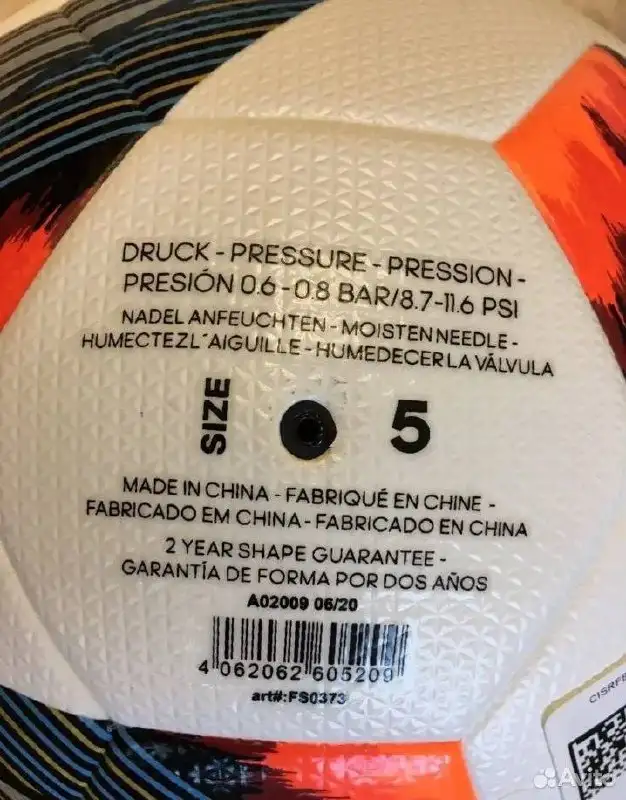 DRUCK - PRESSURE - PRESSION -
PRESIÓN 0.6 - 0.8 BAR/8.7-11.6 PSI
NADEL ANFEUCHTEN - MOISTEN NEEDLE -
HUMECTEZ L´AIGUILLE - HUMEDECER LA VÁLVULA
SIZE 5
MADE IN CHINA - FABRIQUÉ EN CHINE -
FABRICADO EM CHINA - FABRICADO EN CHINA
2 YEAR SHAPE GUARANTEE -
GARANTÍA DE FORMA POR DOS AÑOS
A02009 06/20
4 062062 605209
art#:FS0373
Avito